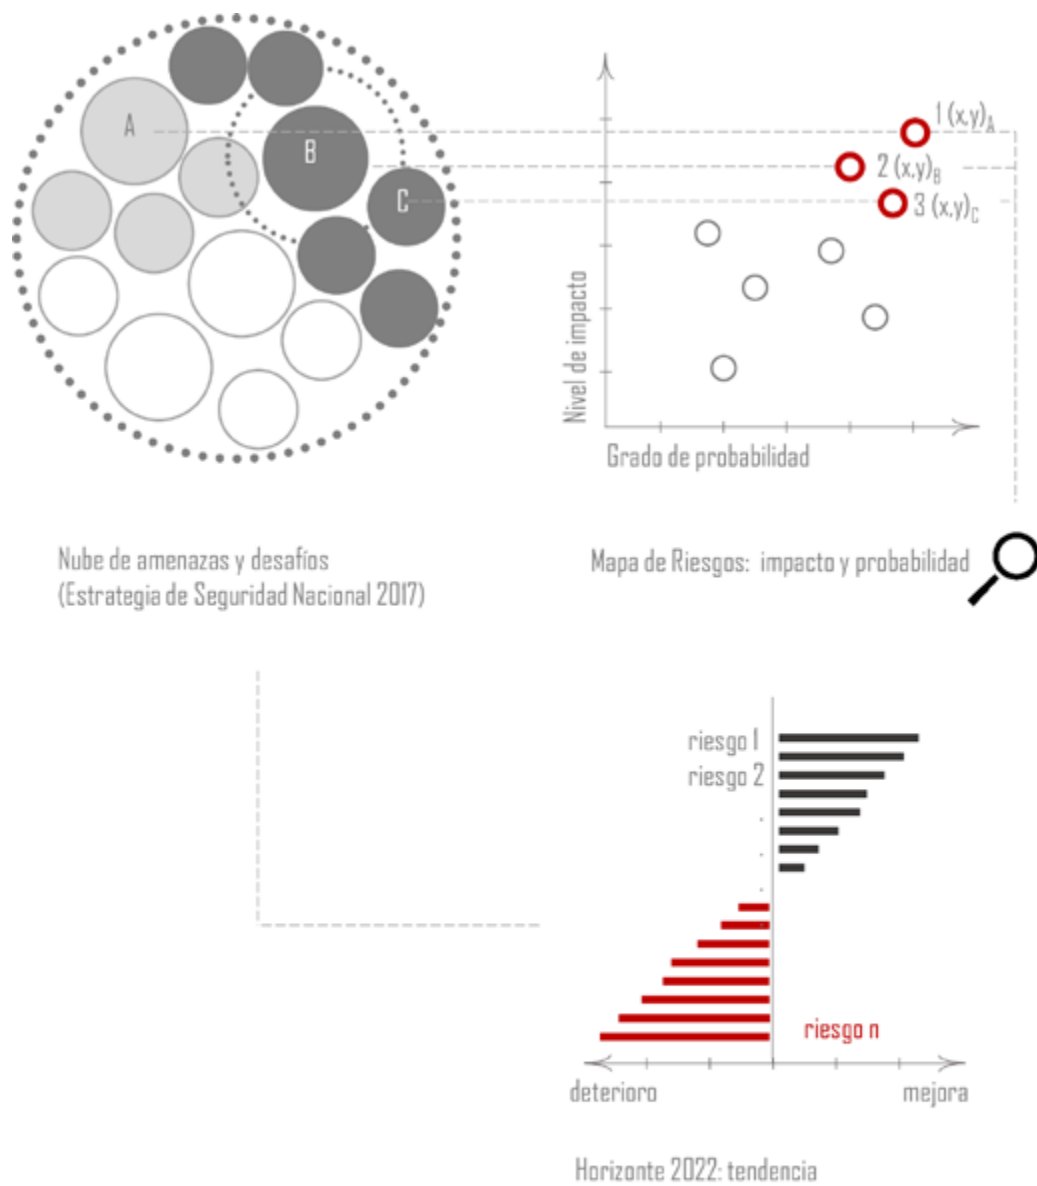 A
B
C
1 (x,y)A
2 (x,y)B
3 (x,y)C
Nivel de impacto
Grado de probabilidad
Nube de amenazas y desafíos
(Estrategia de Seguridad Nacional 2017)
Mapa de Riesgos: impacto y probabilidad
riesgo 1
riesgo 2
.
.
.
.
riesgo n
deterioro
mejora
Horizonte 2022: tendencia